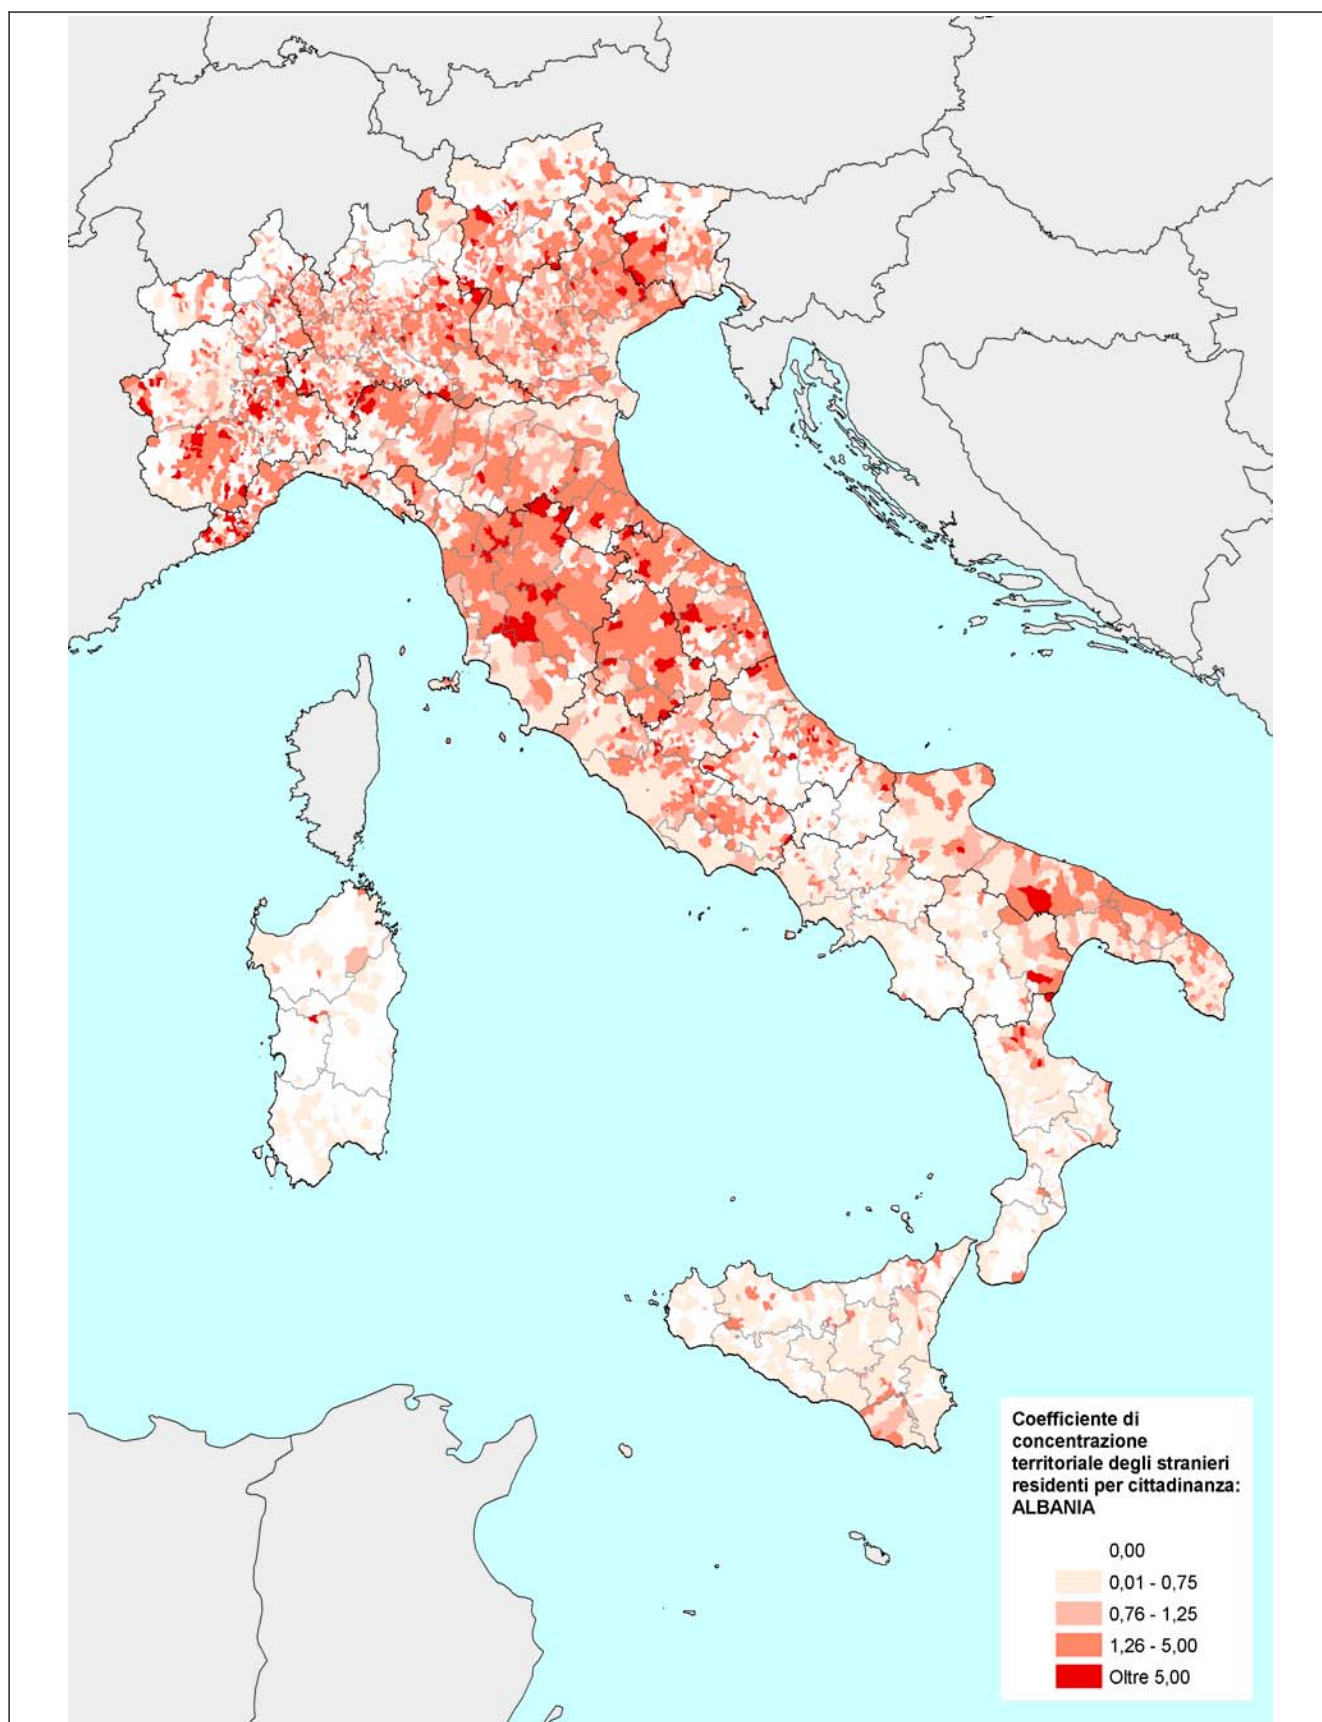 Coefficiente di
concentrazione
territoriale degli stranieri
residenti per cittadinanza:
ALBANIA
0,00
0,01 - 0,75
0,76 - 1,25
1,26 - 5,00
Oltre 5,00